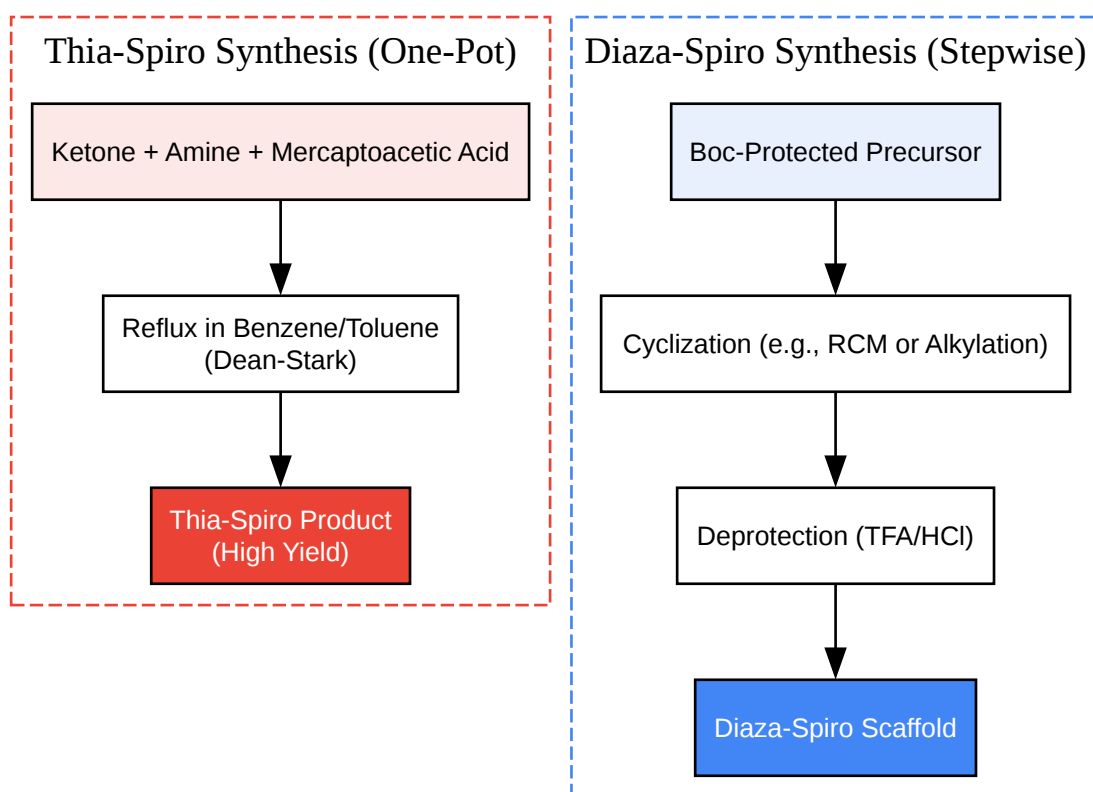 Thia-Spiro Synthesis (One-Pot)
Ketone + Amine + Mercaptoacetic Acid
Reflux in Benzene/Toluene
(Dean-Stark)
Thia-Spiro Product
(High Yield)
Diaza-Spiro Synthesis (Stepwise)
Boc-Protected Precursor
Cyclization (e.g., RCM or Alkylation)
Deprotection (TFA/HCl)
Diaza-Spiro Scaffold